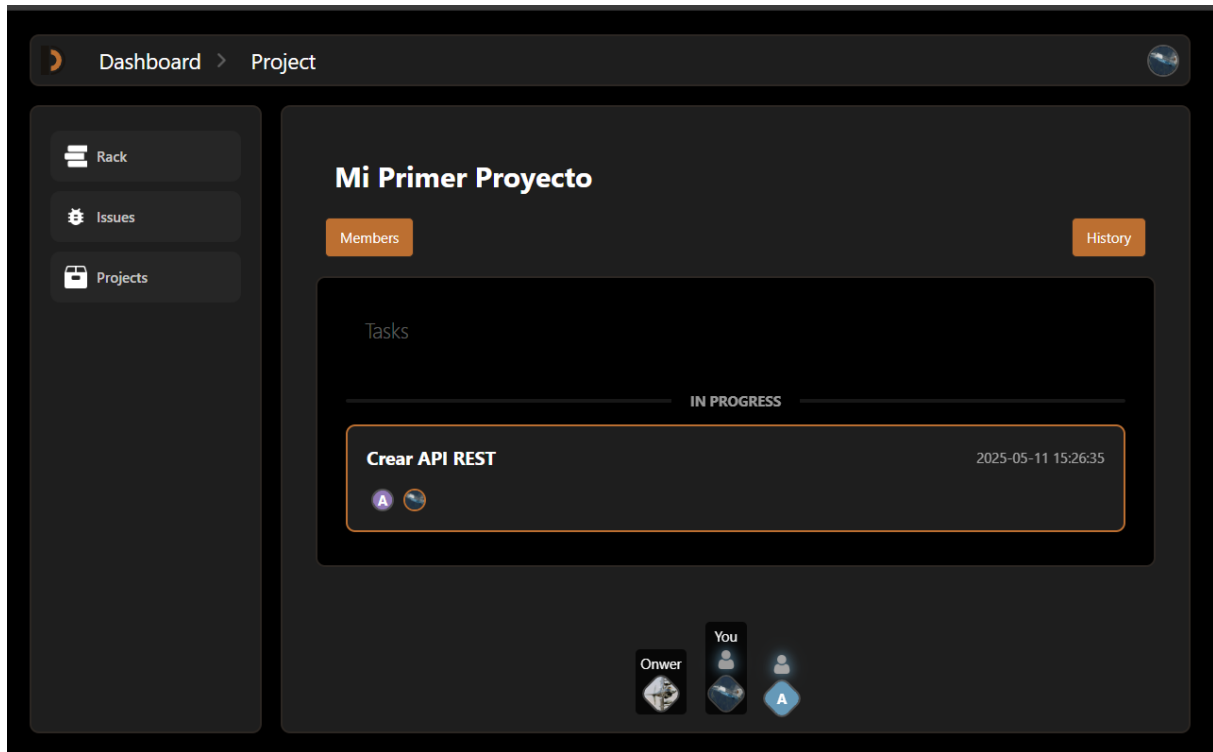 Dashboard > Project
Rack
Issues
Projects
Mi Primer Proyecto
Members
History
Tasks
IN PROGRESS
Crear API REST
2025-05-11 15:26:35
A
You
Onwer
A